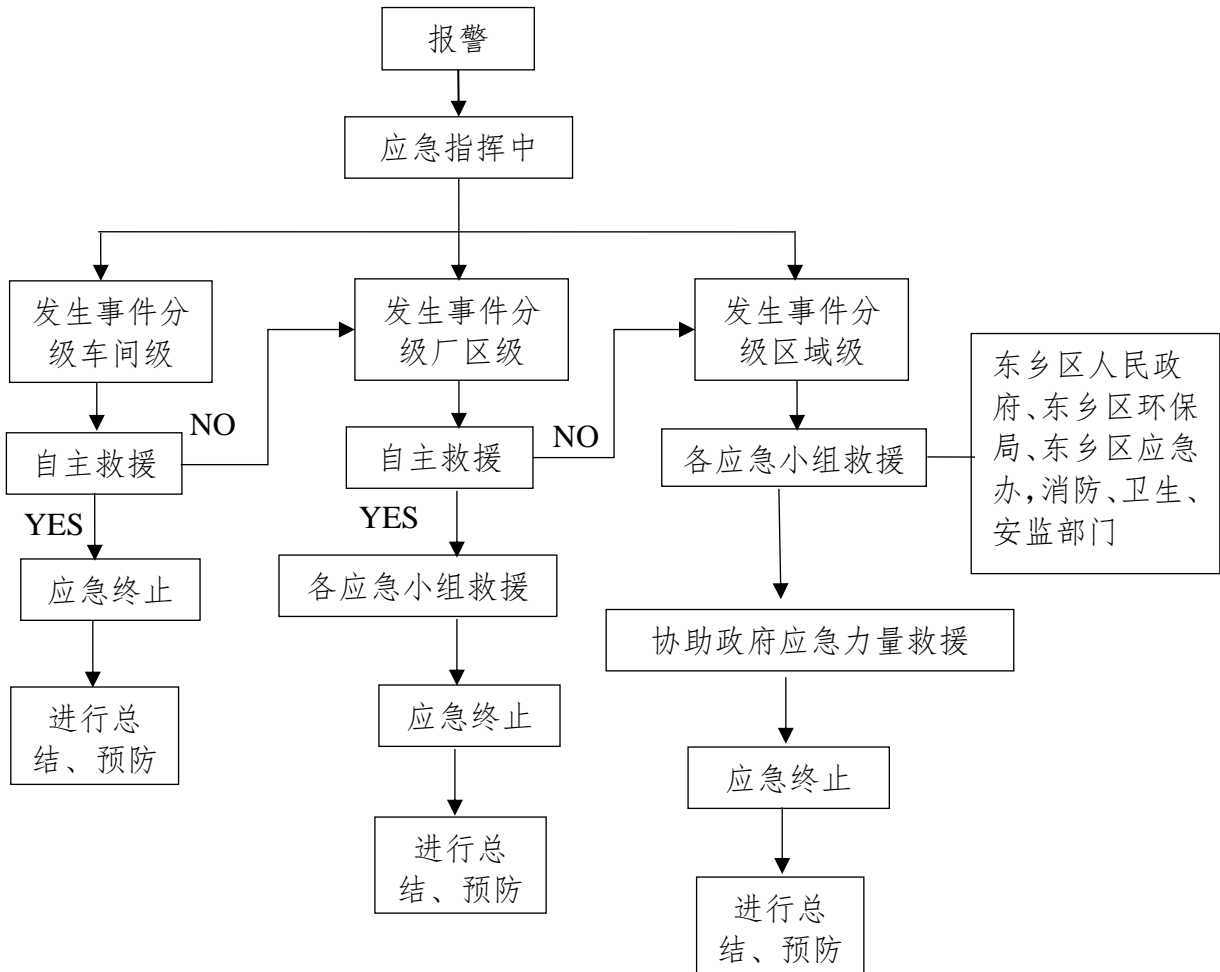 报警
应急指挥中
发生事件分
级车间级
发生事件分
级厂区级
发生事件分
级区域级
东乡区人民政
府、东乡区环保
局、东乡区应急
办,消防、卫生、
安监部门
自主救援
NO
自主救援
NO
各应急小组救援
YES
YES
应急终止
各应急小组救援
协助政府应急力量救援
进行总
结、预防
应急终止
应急终止
进行总
结、预防
进行总
结、预防